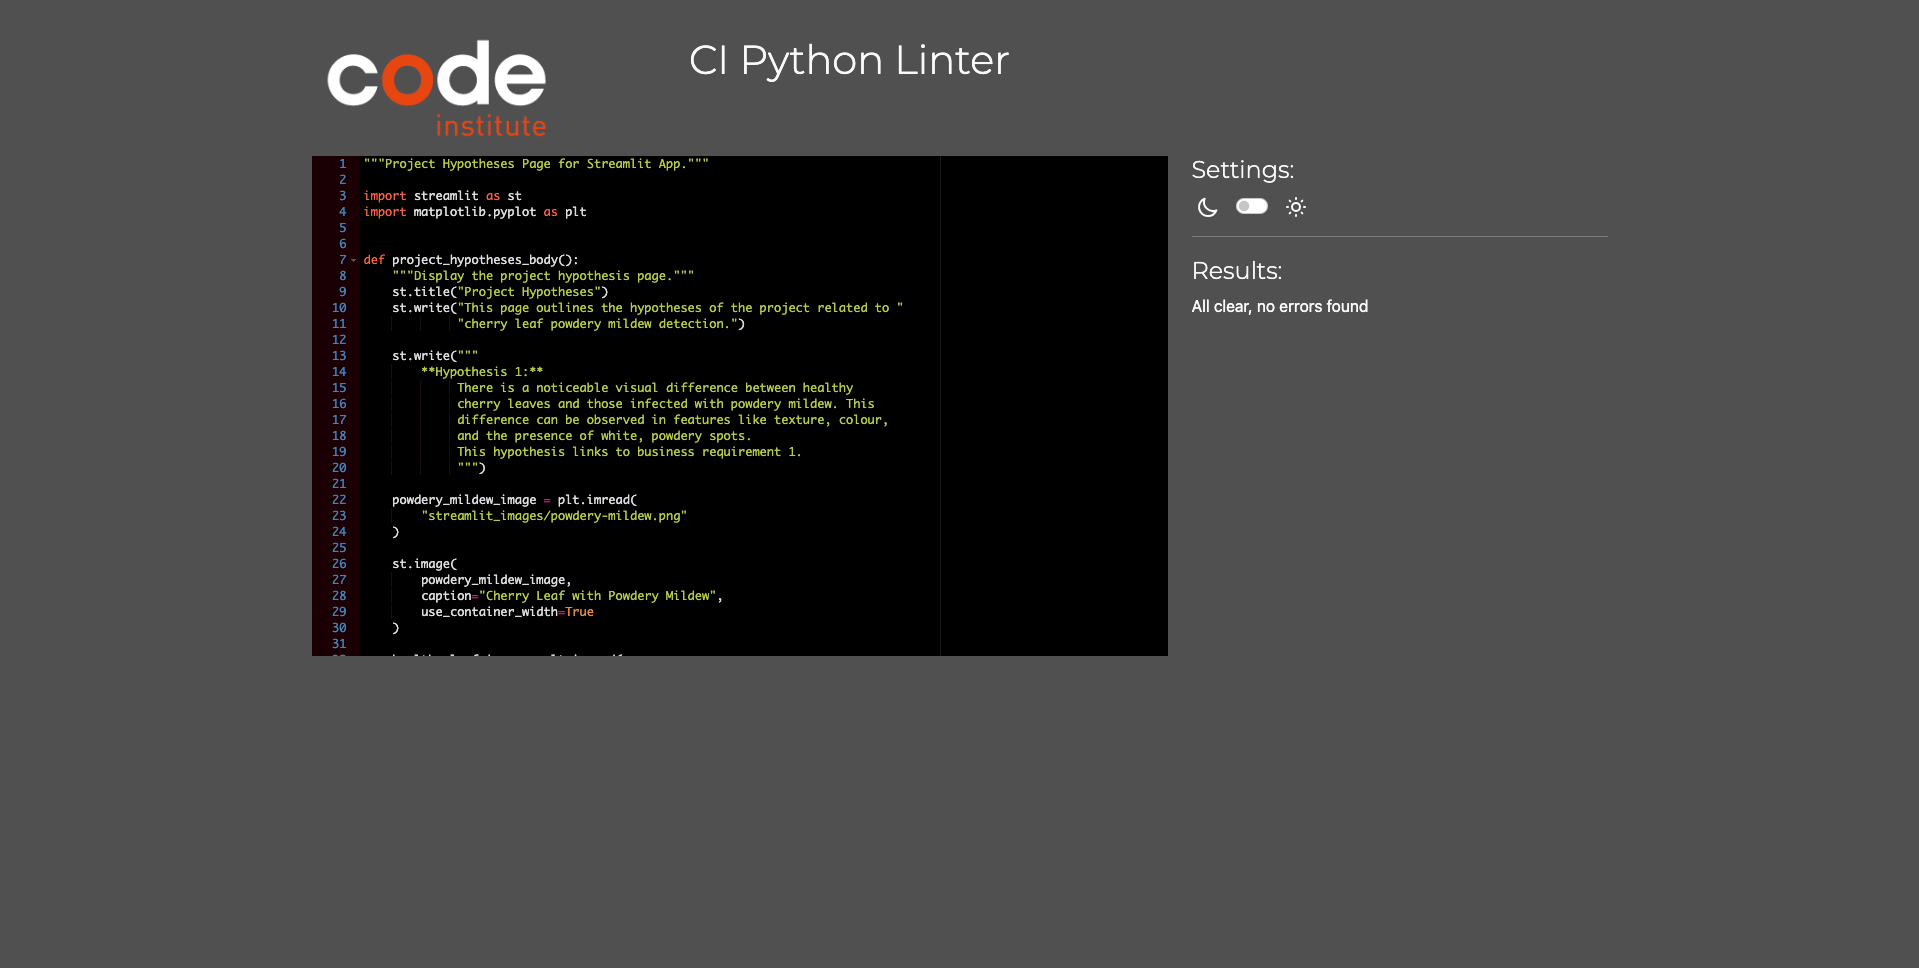 code
institute
CI Python Linter
1 """Project Hypotheses Page for Streamlit App."""
2
3 import streamlit as st
4 import matplotlib.pyplot as plt
5
6
7 def project_hypotheses_body():
8     """Display the project hypothesis page."""
9     st.title("Project Hypotheses")
10     st.write("This page outlines the hypotheses of the project related to "
11              "cherry leaf powdery mildew detection.")
12
13     st.write("""
14         **Hypothesis 1:**
15              There is a noticeable visual difference between healthy
16              cherry leaves and those infected with powdery mildew. This
17              difference can be observed in features like texture, colour,
18              and the presence of white, powdery spots.
19              This hypothesis links to business requirement 1.
20              """)
21
22     powdery_mildew_image = plt.imread(
23         "streamlit_images/powdery-mildew.png"
24     )
25
26     st.image(
27         powdery_mildew_image,
28         caption="Cherry Leaf with Powdery Mildew",
29         use_container_width=True
30     )
31
Settings:
Results:
All clear, no errors found